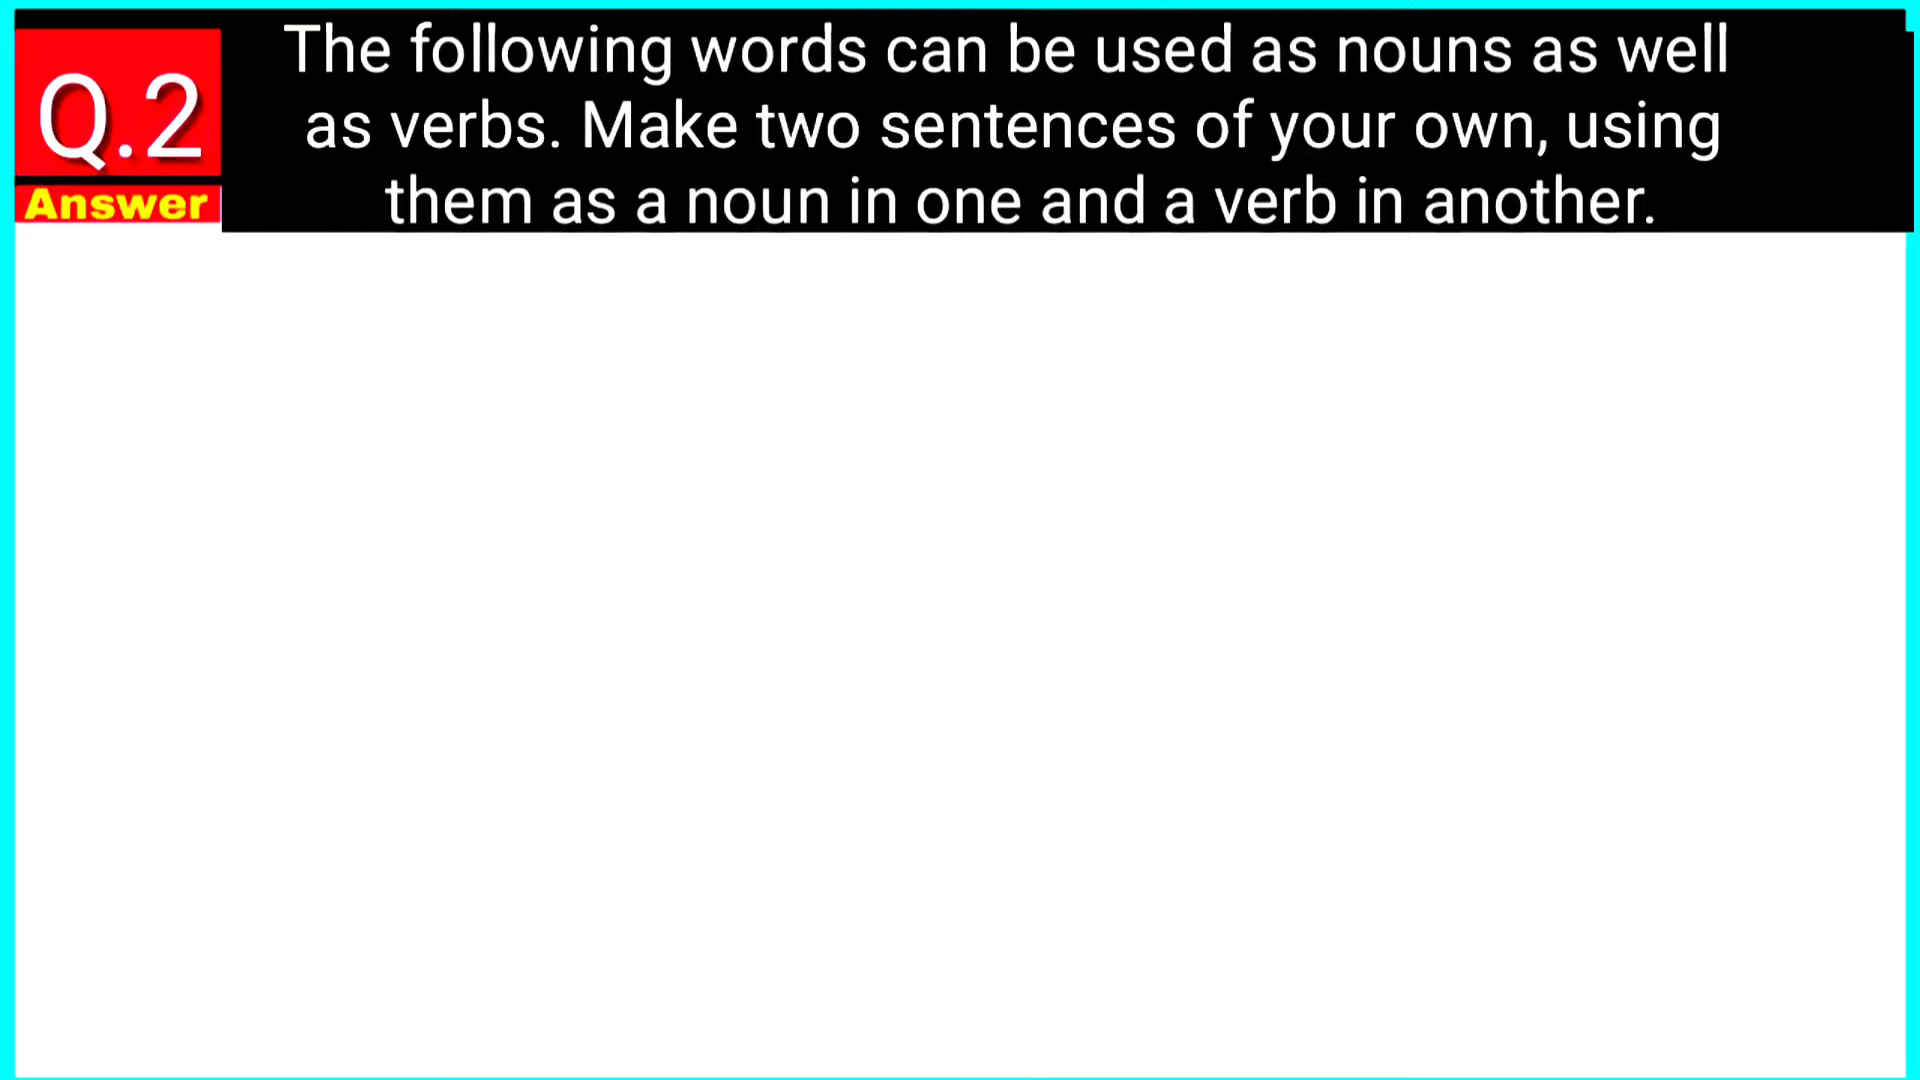 Q.2
Answer
The following words can be used as nouns as well
as verbs. Make two sentences of your own, using
them as a noun in one and a verb in another.